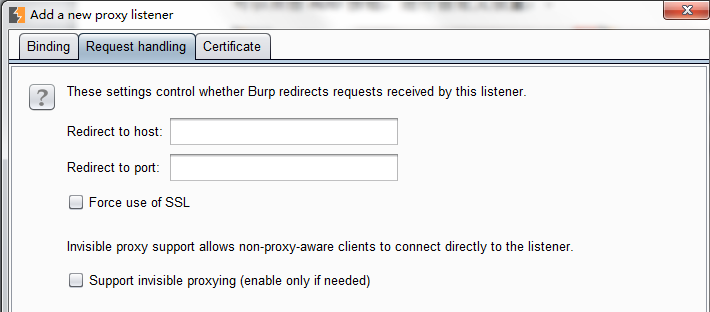 Add a new proxy listener
Binding
Request handling
Certificate
?
These settings control whether Burp redirects requests received by this listener.
Redirect to host:
Redirect to port:
Force use of SSL
Invisible proxy support allows non-proxy-aware clients to connect directly to the listener.
Support invisible proxying (enable only if needed)